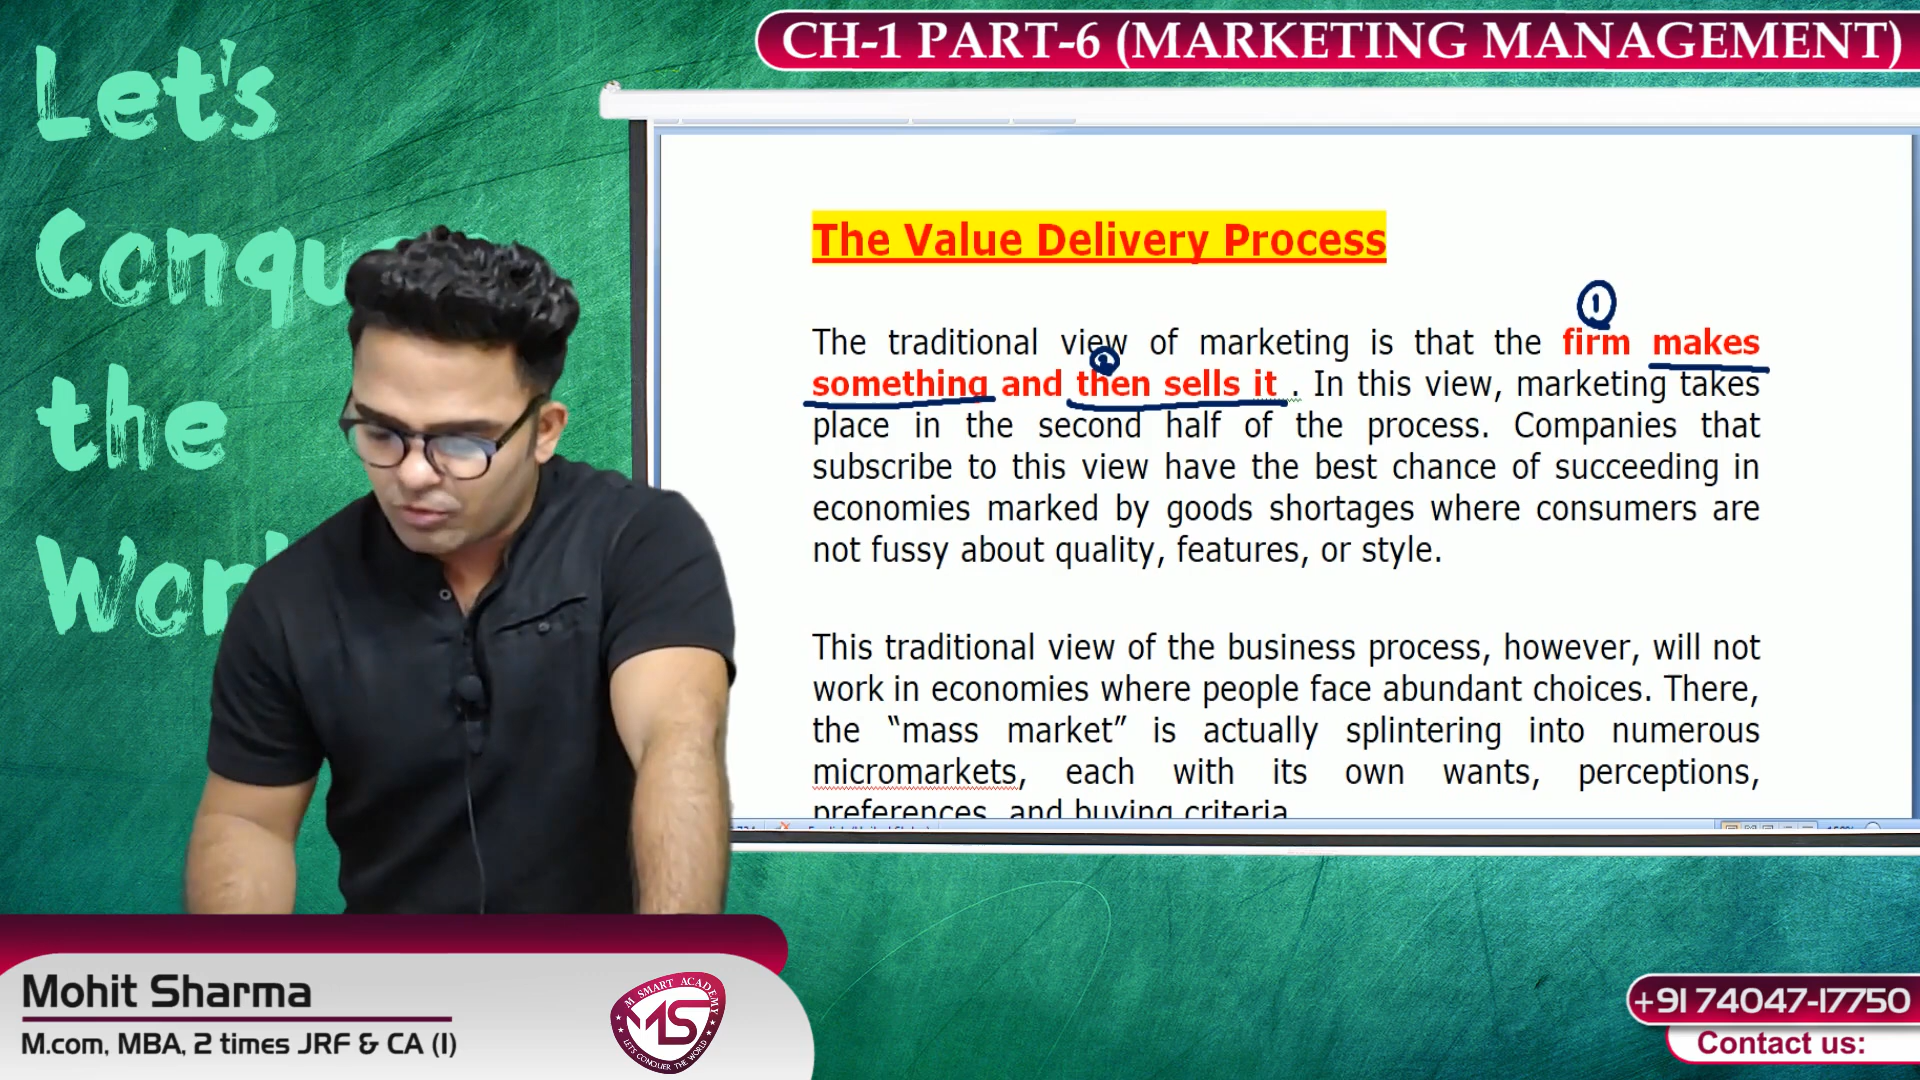 CH-1 PART-6 (MARKETING MANAGEMENT)
Let's
Conqu
the
Wor
The Value Delivery Process
1
The traditional view of marketing is that the firm makes
2
something and then sells it . In this view, marketing takes
place in the second half of the process. Companies that
subscribe to this view have the best chance of succeeding in
economies marked by goods shortages where consumers are
not fussy about quality, features, or style.
This traditional view of the business process, however, will not
work in economies where people face abundant choices. There,
the “mass market” is actually splintering into numerous
micromarkets, each with its own wants, perceptions,
preferences, and buying criteria.
Mohit Sharma
M.com, MBA, 2 times JRF & CA (I)
M SMART ACADEMY
MS
LET'S CONQUER THE WORLD
+91 74047-17750
Contact us: